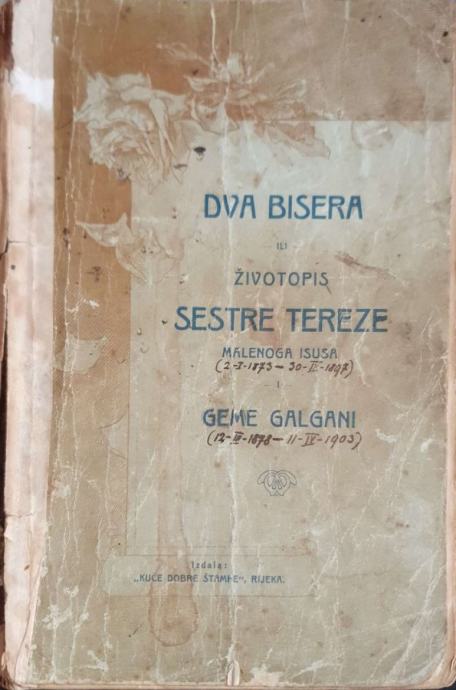 DVA BISERA
ILI
ŽIVOTOPIS
SESTRE TEREZE
MALENOGA ISUSA
(2-I-1873 — 30-IX-1897)
I
GEME GALGANI
(12-III-1878 — 11-IV-1903)
Izdala:
„KUĆE DOBRE ŠTAMPE“, RIJEKA.